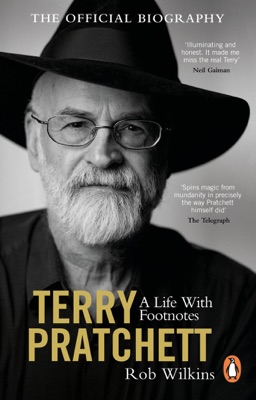 THE OFFICIAL BIOGRAPHY
'Illuminating and
honest. It made me
miss the real Terry'
Neil Gaiman
'Spins magic from
mundanity in precisely
the way Pratchett
himself did'
The Telegraph
TERRY
A Life With
Footnotes
PRATCHETT
Rob Wilkins